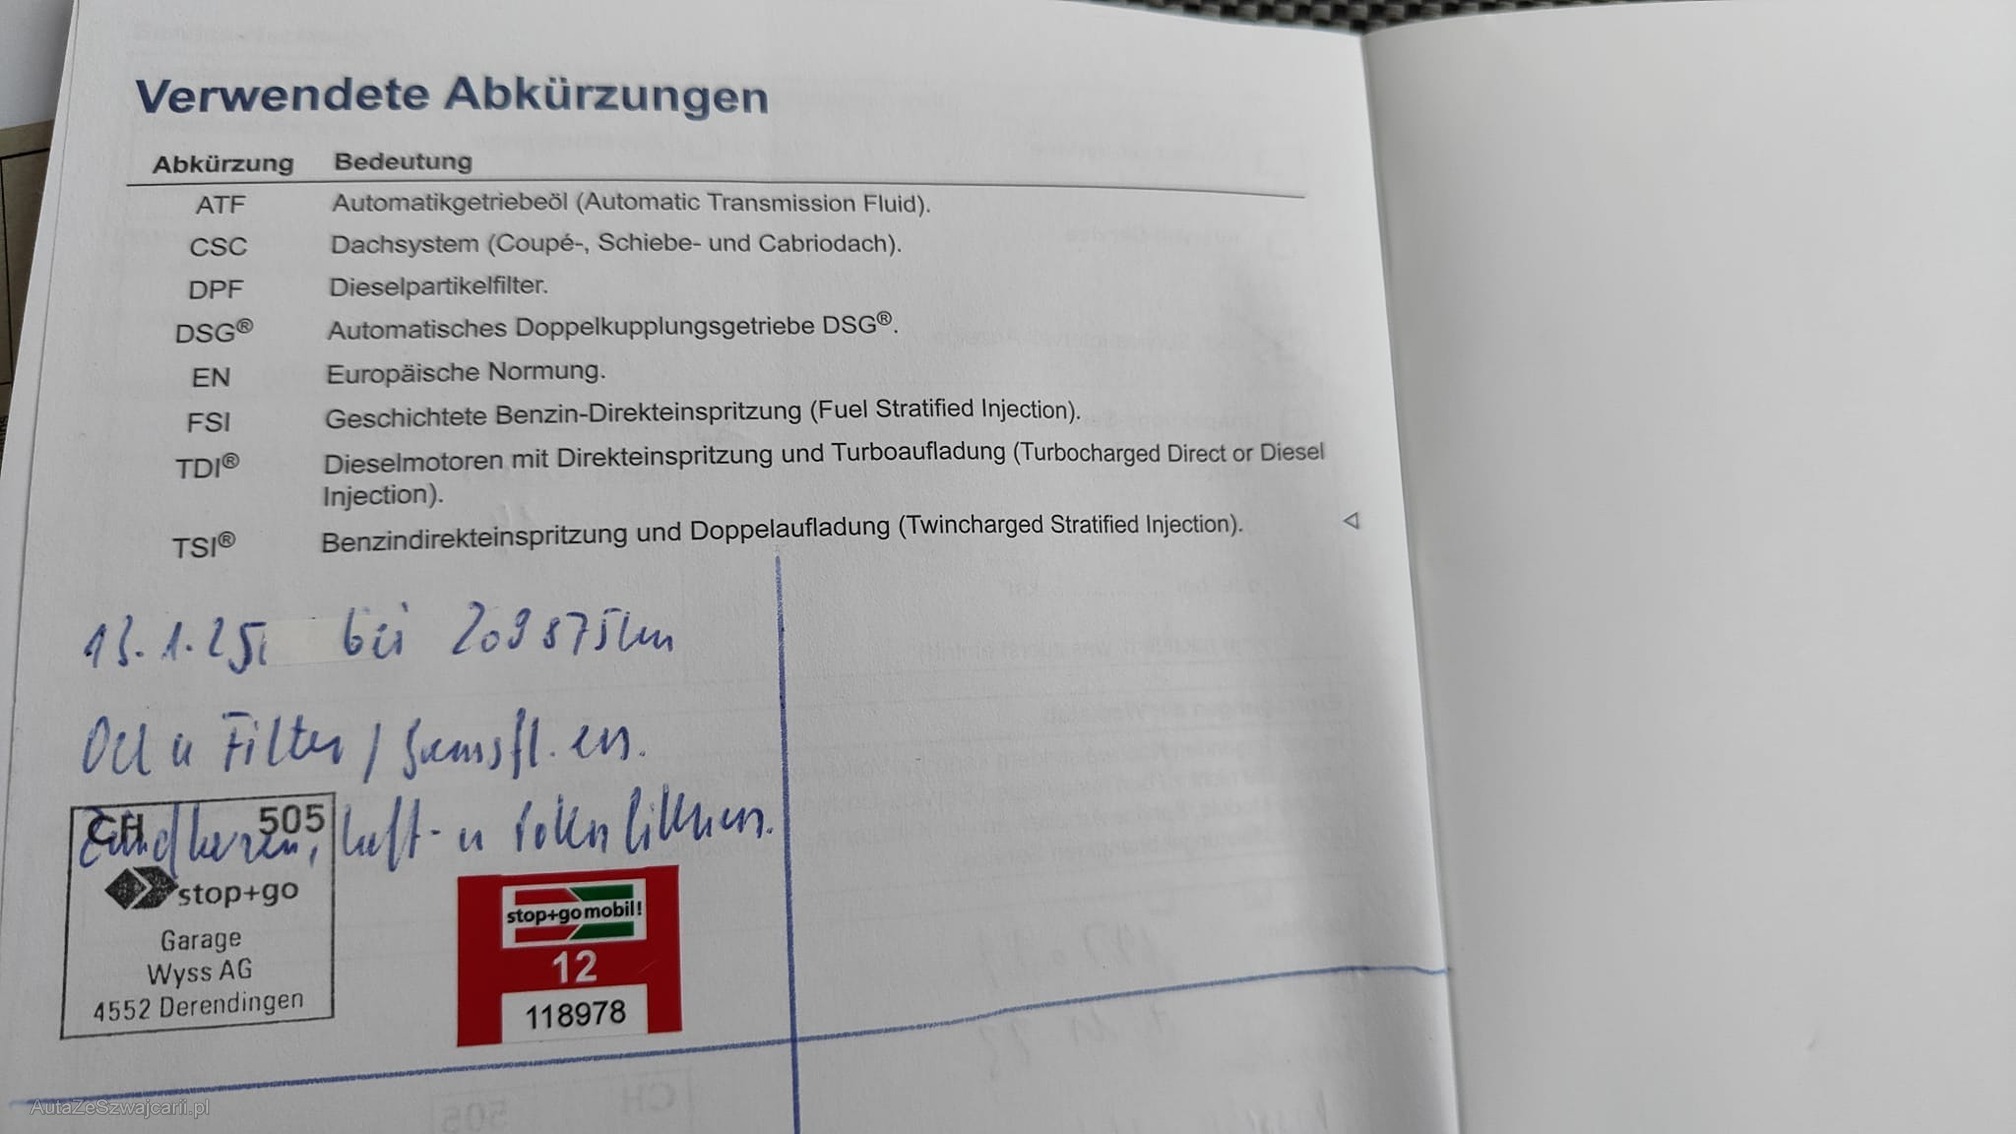 Verwendete Abkürzungen
Abkürzung Bedeutung
ATF Automatikgetriebeöl (Automatic Transmission Fluid).
CSC Dachsystem (Coupé-, Schiebe- und Cabriodach).
DPF Dieselpartikelfilter.
DSG® Automatisches Doppelkupplungsgetriebe DSG®.
EN Europäische Normung.
FSI Geschichtete Benzin-Direkteinspritzung (Fuel Stratified Injection).
TDI® Dieselmotoren mit Direkteinspritzung und Turboaufladung (Turbocharged Direct or Diesel
Injection).
TSI® Benzindirekteinspritzung und Doppelaufladung (Twincharged Stratified Injection).
13.1.25 bei 209875km
Oel u Filter / Bremsfl. ern.
Zündkerzen, Luft- u
CH 505
stop+go
Garage
Wyss AG
4552 Derendingen
stop+go mobil!
12
118978
AutaZeSzwajcarii.pl